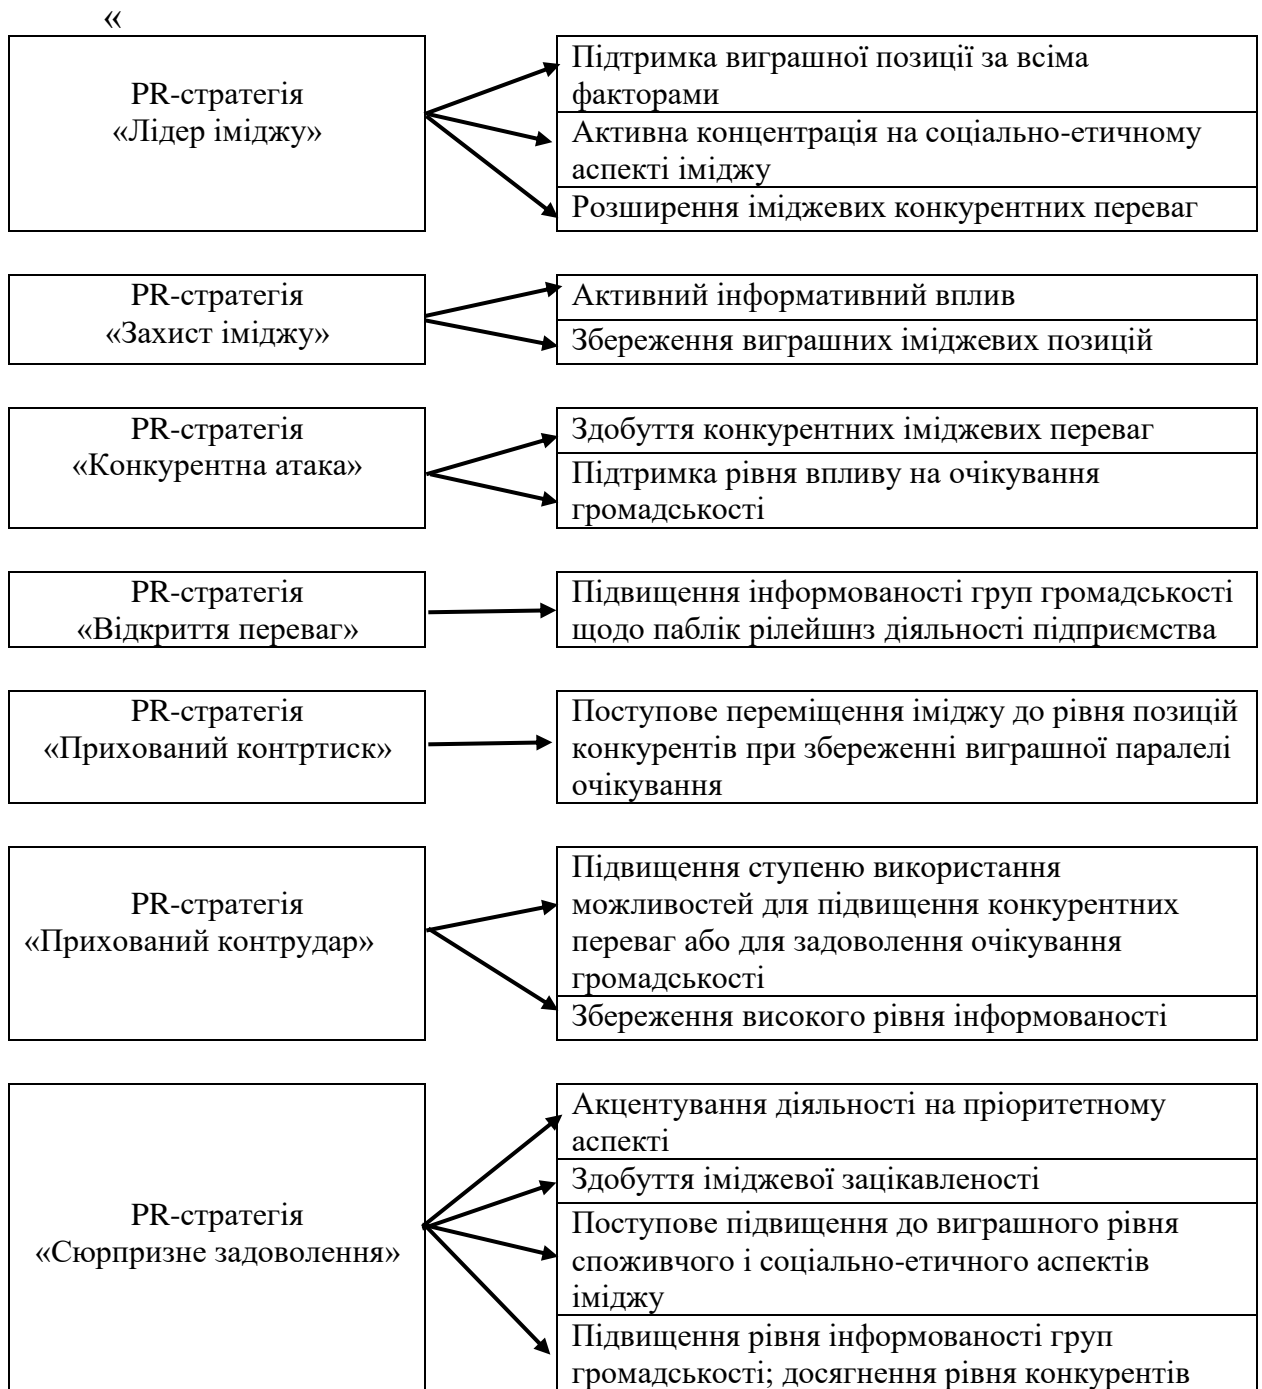 «
PR-стратегія
«Лідер іміджу»
Підтримка виграшної позиції за всіма
факторами
Активна концентрація на соціально-етичному
аспекті іміджу
Розширення іміджевих конкурентних переваг
PR-стратегія
«Захист іміджу»
Активний інформативний вплив
Збереження виграшних іміджевих позицій
PR-стратегія
«Конкурентна атака»
Здобуття конкурентних іміджевих переваг
Підтримка рівня впливу на очікування
громадськості
PR-стратегія
«Відкриття переваг»
Підвищення інформованості груп громадськості
щодо паблік рілейшнз діяльності підприємства
PR-стратегія
«Прихований контртиск»
Поступове переміщення іміджу до рівня позицій
конкурентів при збереженні виграшної паралелі
очікування
PR-стратегія
«Прихований контрудар»
Підвищення ступеню використання
можливостей для підвищення конкурентних
переваг або для задоволення очікування
громадськості
Збереження високого рівня інформованості
PR-стратегія
«Сюрпризне задоволення»
Акцентування діяльності на пріоритетному
аспекті
Здобуття іміджевої зацікавленості
Поступове підвищення до виграшного рівня
споживчого і соціально-етичного аспектів
іміджу
Підвищення рівня інформованості груп
громадськості; досягнення рівня конкурентів